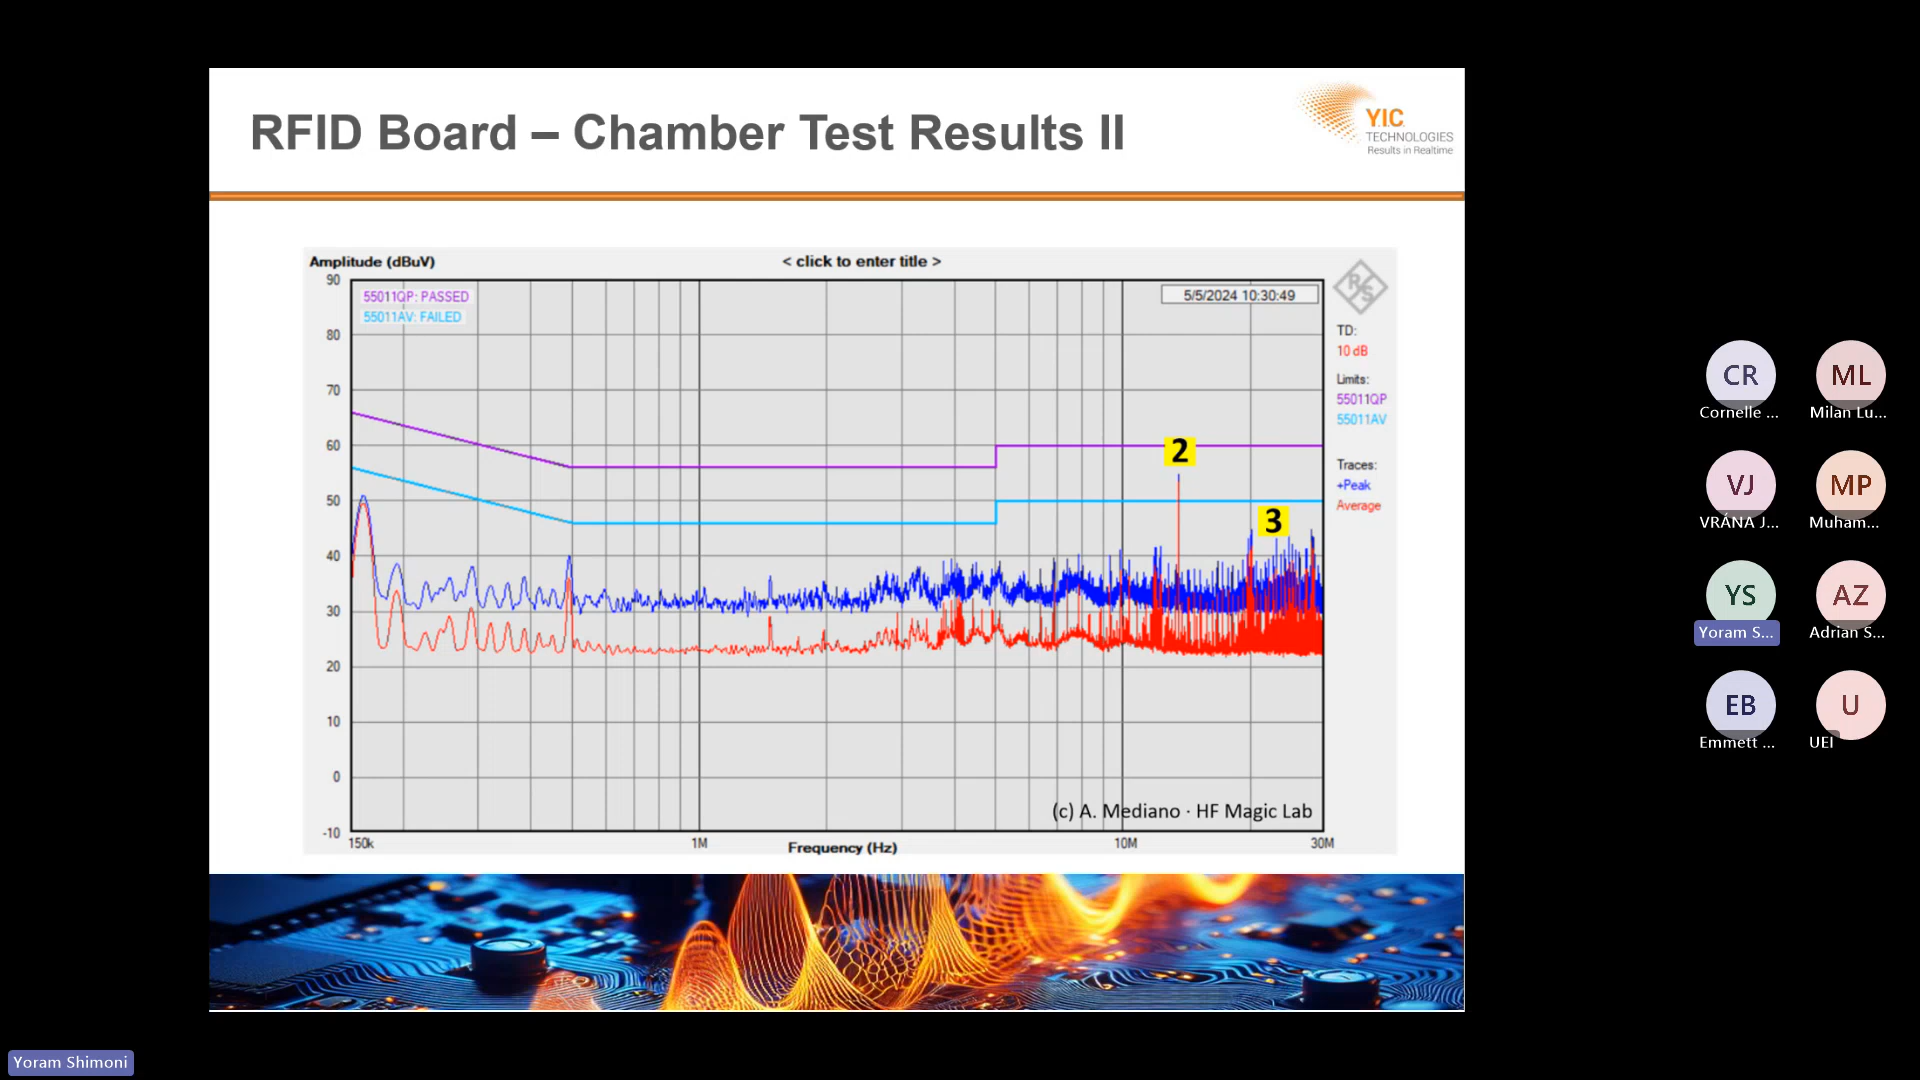 RFID Board – Chamber Test Results II
Y.I.C.
TECHNOLOGIES
Results in Realtime
Amplitude (dBuV)
< click to enter title >
90
80
70
60
50
40
30
20
10
0
-10
55011QP: PASSED
55011AV: FAILED
5/5/2024 10:30:49
R
S
TD:
10 dB
Limits:
55011QP
55011AV
Traces:
+Peak
Average
2
3
(c) A. Mediano · HF Magic Lab
150k
1M
10M
30M
Frequency (Hz)
CR
Cornelle ...
ML
Milan Lu...
VJ
VRÁNA J...
MP
Muham...
YS
Yoram S...
AZ
Adrian S...
EB
Emmett ...
U
UEI
Yoram Shimoni